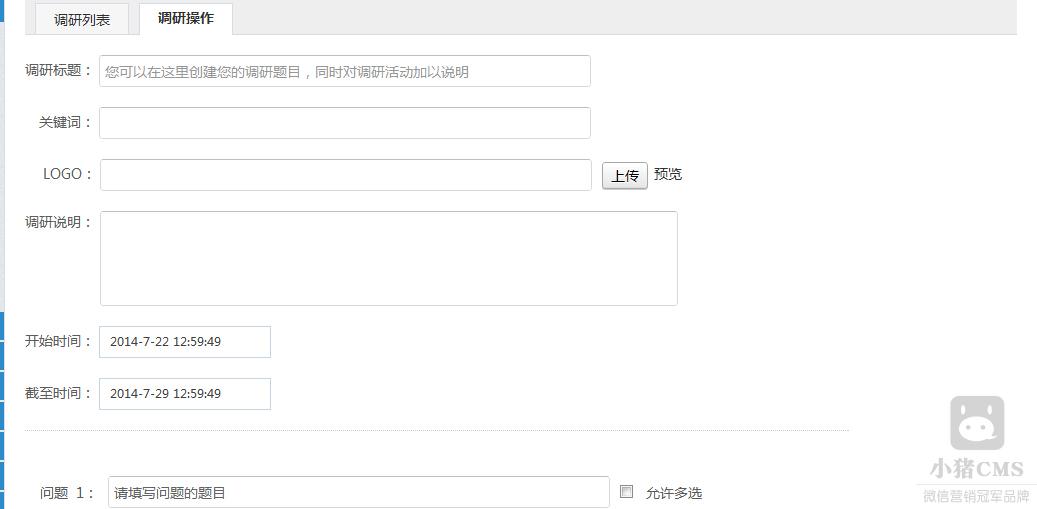 调研列表 调研操作
调研标题： 您可以在这里创建您的调研题目，同时对调研活动加以说明
关键词：
LOGO： 上传 预览
调研说明：
开始时间： 2014-7-22 12:59:49
截至时间： 2014-7-29 12:59:49
小猪CMS
微信营销冠军品牌
问题 1： 请填写问题的题目 允许多选